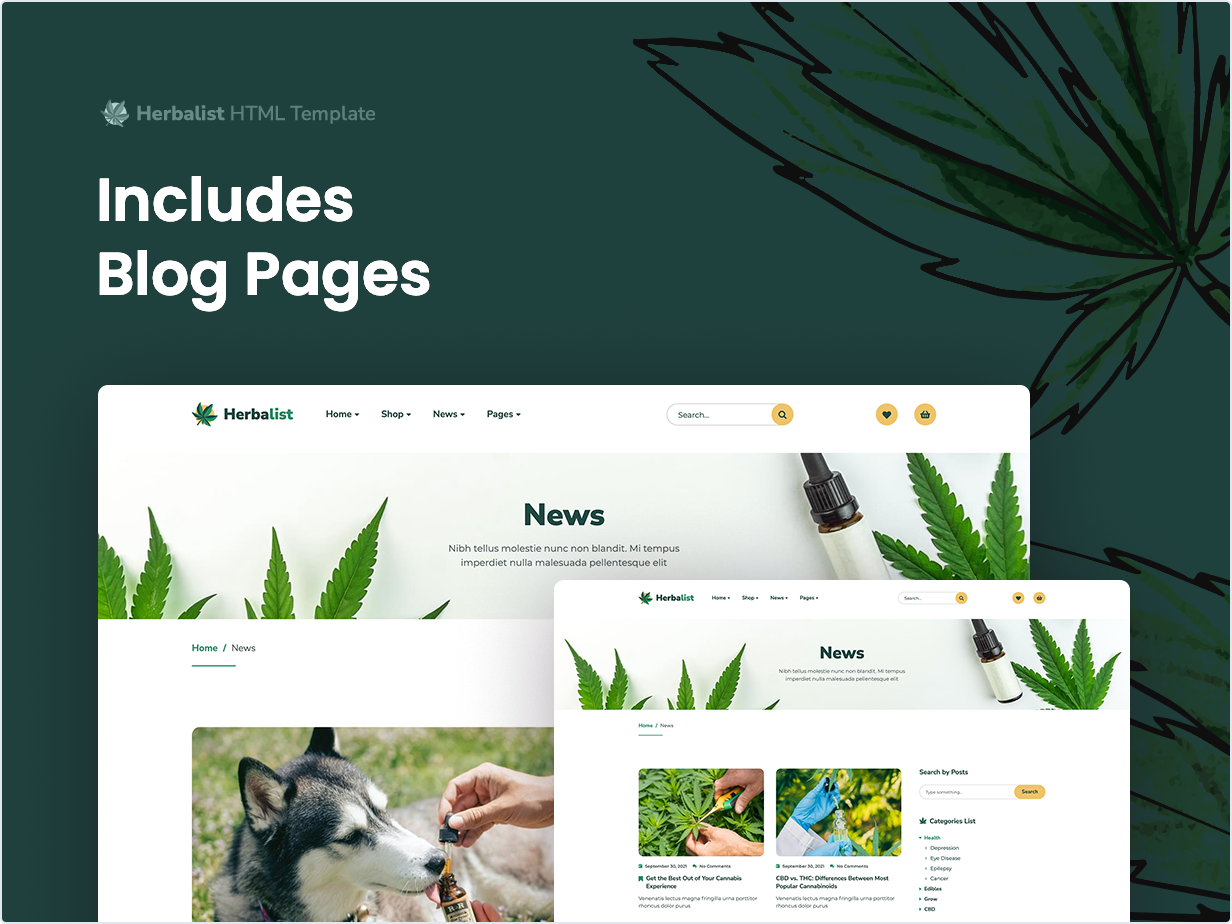 Herbalist HTML Template
Includes
Blog Pages
Herbalist
Home
Shop
News
Pages
Search...
News
Nibh tellus molestie nunc non blandit. Mi tempus
imperdiet nulla malesuada pellentesque elit
Home / News
Herbalist
Home
Shop
News
Pages
Search...
News
Nibh tellus molestie nunc non blandit. Mi tempus
imperdiet nulla malesuada pellentesque elit
Home / News
September 30, 2021 No Comments
Get the Best Out of Your Cannabis
Experience
Venenatis lectus magna fringilla urna porttitor
rhoncus dolor purus
September 30, 2021 No Comments
CBD vs. THC: Differences Between Most
Popular Cannabinoids
Venenatis lectus magna fringilla urna porttitor
rhoncus dolor purus
Search by Posts
Type something...
Search
Categories List
Health
Depression
Eye Disease
Epilepsy
Cancer
Edibles
Grow
CBD
R+R